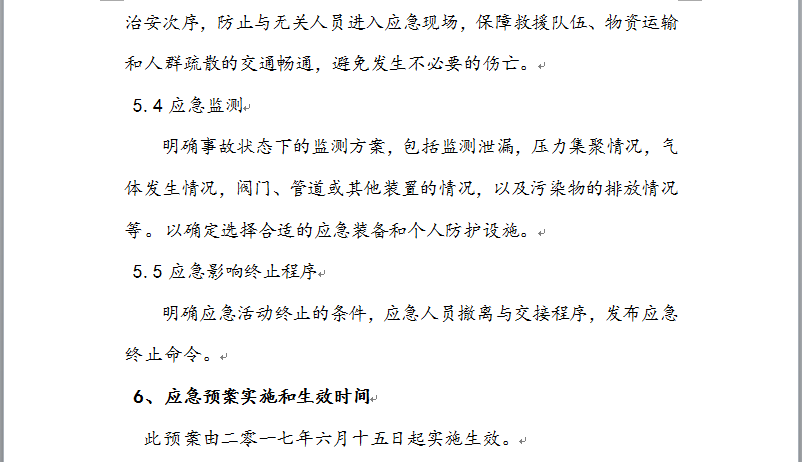 治安次序，防止与无关人员进入应急现场，保障救援队伍、物资运输
和人群疏散的交通畅通，避免发生不必要的伤亡。
5.4 应急监测
明确事故状态下的监测方案，包括监测泄漏，压力集聚情况，气
体发生情况，阀门、管道或其他装置的情况，以及污染物的排放情况
等。以确定选择合适的应急装备和个人防护设施。
5.5 应急影响终止程序
明确应急活动终止的条件，应急人员撤离与交接程序，发布应急
终止命令。
6、应急预案实施和生效时间
此预案由二零一七年六月十五日起实施生效。